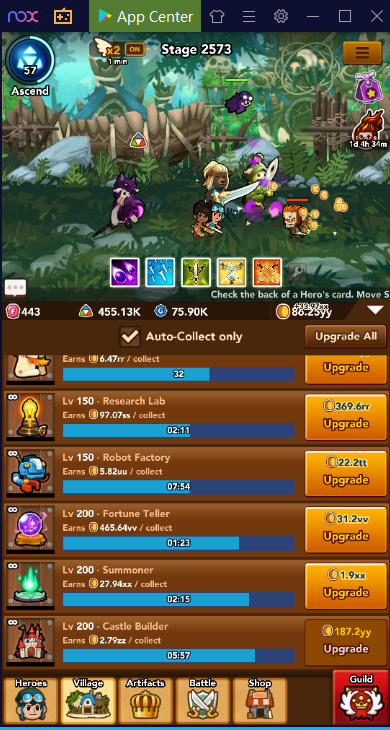 nox
App Center
57
Ascend
x2 ON
1 min
Stage 2573
1d 4h 34m
Check the back of a Hero's card. Move S
F 443
455.13K
G 75.90K
Auto-Collect only
Upgrade All
Earns 6.47rr / collect
32
Upgrade
Lv 150 - Research Lab
Earns 97.07ss / collect
02:11
369.6rr
Upgrade
Lv 150 - Robot Factory
Earns 5.82uu / collect
07:54
22.2tt
Upgrade
Lv 200 - Fortune Teller
Earns 465.64vv / collect
01:23
31.2vv
Upgrade
Lv 200 - Summoner
Earns 27.94xx / collect
02:15
1.9xx
Upgrade
Lv 200 - Castle Builder
Earns 2.79zz / collect
05:57
187.2yy
Upgrade
Heroes
Village
Artifacts
Battle
Shop
Guild